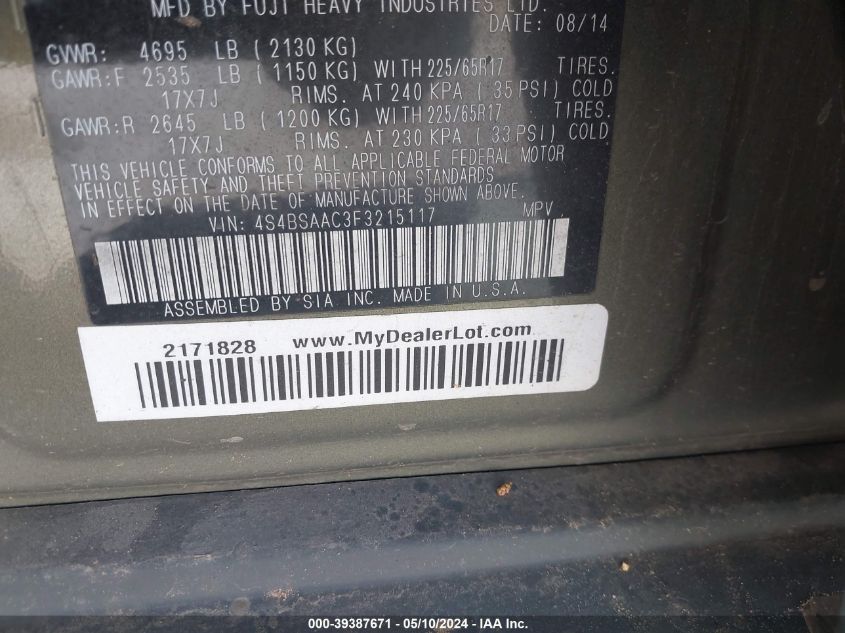 MFD BY FUJI HEAVY INDUSTRIES LTD.
DATE: 08/14
GVWR: 4695 LB ( 2130 KG)
GAWR:F 2535 LB ( 1150 KG) WITH 225/65R17 TIRES.
17X7J RIMS. AT 240 KPA ( 35 PSI) COLD
GAWR:R 2645 LB ( 1200 KG) WITH 225/65R17 TIRES.
17X7J RIMS. AT 230 KPA ( 33 PSI) COLD
THIS VEHICLE CONFORMS TO ALL APPLICABLE FEDERAL MOTOR
VEHICLE SAFETY AND THEFT PREVENTION STANDARDS
IN EFFECT ON THE DATE OF MANUFACTURE SHOWN ABOVE.
VIN: 4S4BSAAC3F3215117 MPV
ASSEMBLED BY SIA INC. MADE IN U.S.A.
2171828 www.MyDealerLot.com
000-39387671 - 05/10/2024 - IAA Inc.